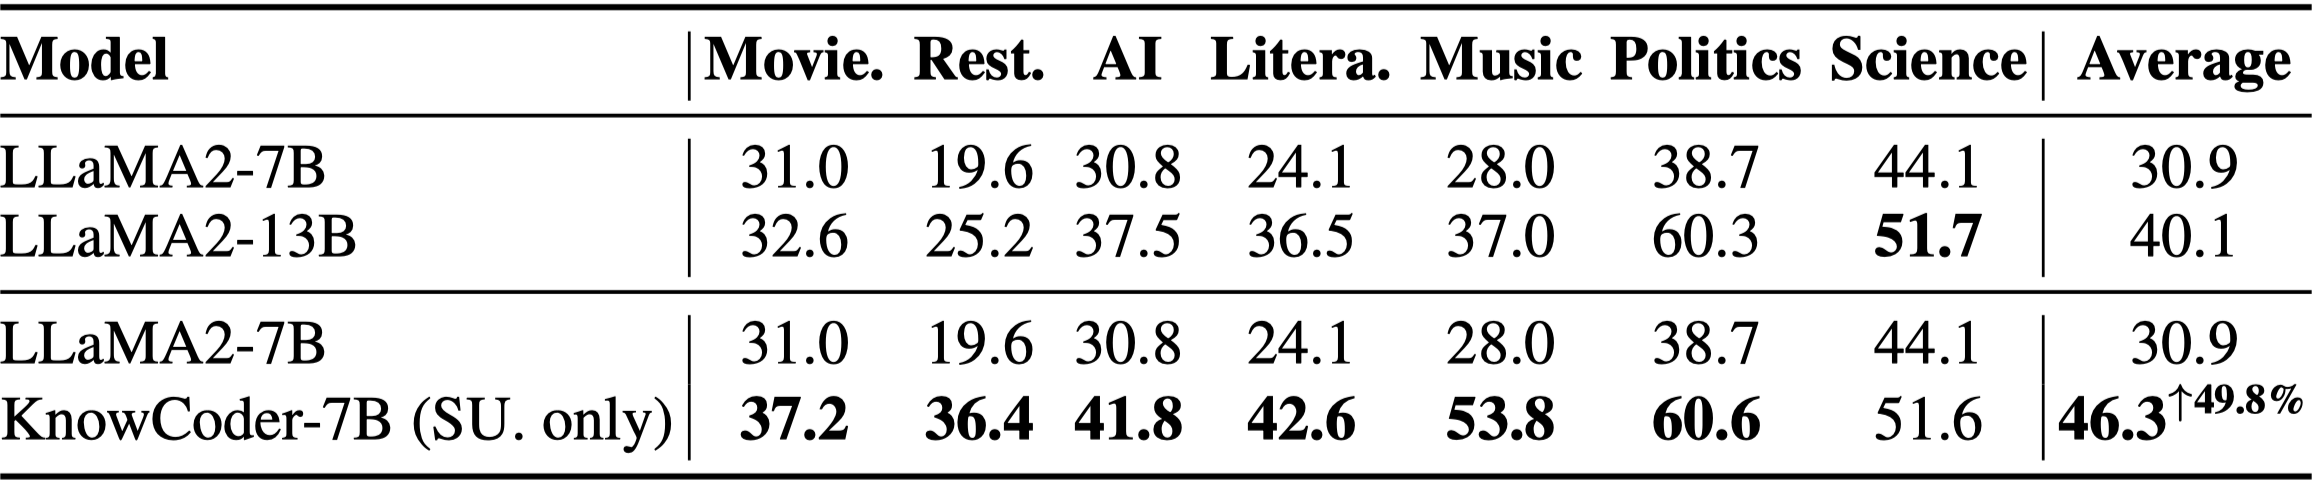 Model Movie. Rest. AI Litera. Music Politics Science Average
LLaMA2-7B 31.0 19.6 30.8 24.1 28.0 38.7 44.1 30.9
LLaMA2-13B 32.6 25.2 37.5 36.5 37.0 60.3 51.7 40.1
LLaMA2-7B 31.0 19.6 30.8 24.1 28.0 38.7 44.1 30.9
KnowCoder-7B (SU. only) 37.2 36.4 41.8 42.6 53.8 60.6 51.6 46.3↑49.8%